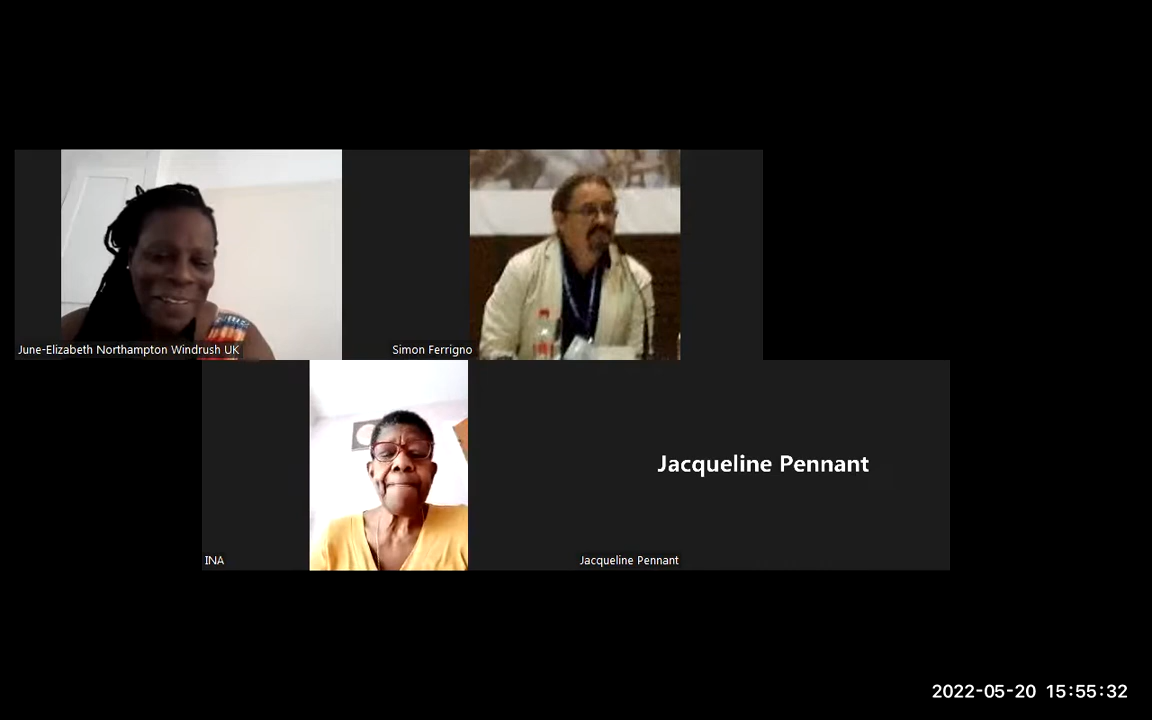 June-Elizabeth Northampton Windrush UK
Simon Ferrigno
INA
Jacqueline Pennant
Jacqueline Pennant
2022-05-20 15:55:32